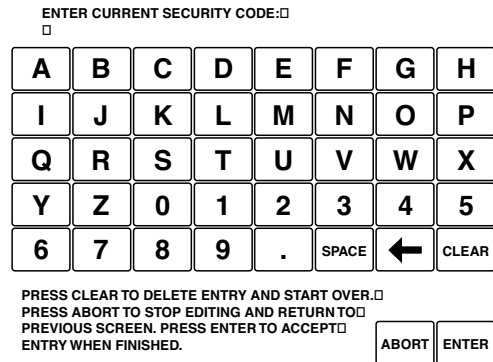 ENTER CURRENT SECURITY CODE:□
□
A B C D E F G H
I J K L M N O P
Q R S T U V W X
Y Z 0 1 2 3 4 5
6 7 8 9 . SPACE ← CLEAR
PRESS CLEAR TO DELETE ENTRY AND START OVER.□
PRESS ABORT TO STOP EDITING AND RETURN TO□
PREVIOUS SCREEN. PRESS ENTER TO ACCEPT□
ENTRY WHEN FINISHED.
ABORT ENTER